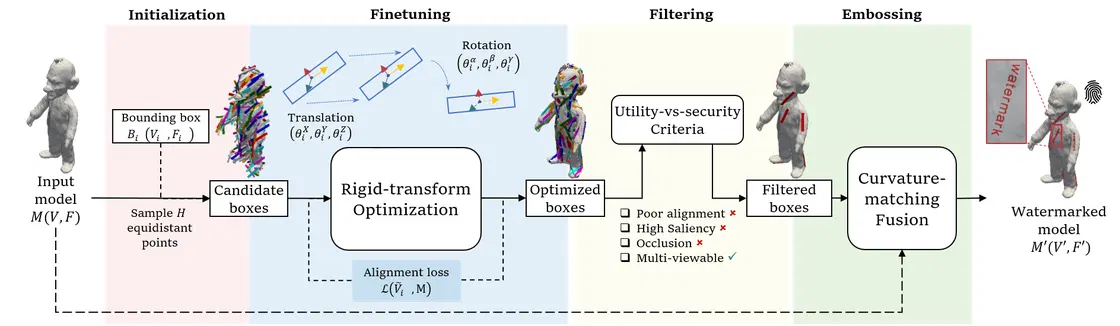 Initialization
Finetuning
Filtering
Embossing
Input
model
M(V, F)
Bounding box
B_i (V_i , F_i )
Sample H
equidistant
points
Candidate
boxes
Translation
(θ_i^X, θ_i^Y, θ_i^Z)
Rotation
(θ_i^α, θ_i^β, θ_i^γ)
Rigid-transform
Optimization
Alignment loss
ℒ(Ṽ_i , M)
Optimized
boxes
Utility-vs-security
Criteria
❑ Poor alignment ✘
❑ High Saliency ✘
❑ Occlusion ✘
❑ Multi-viewable ✓
Filtered
boxes
Curvature-
matching
Fusion
watermark
Watermarked
model
M′(V′, F′)